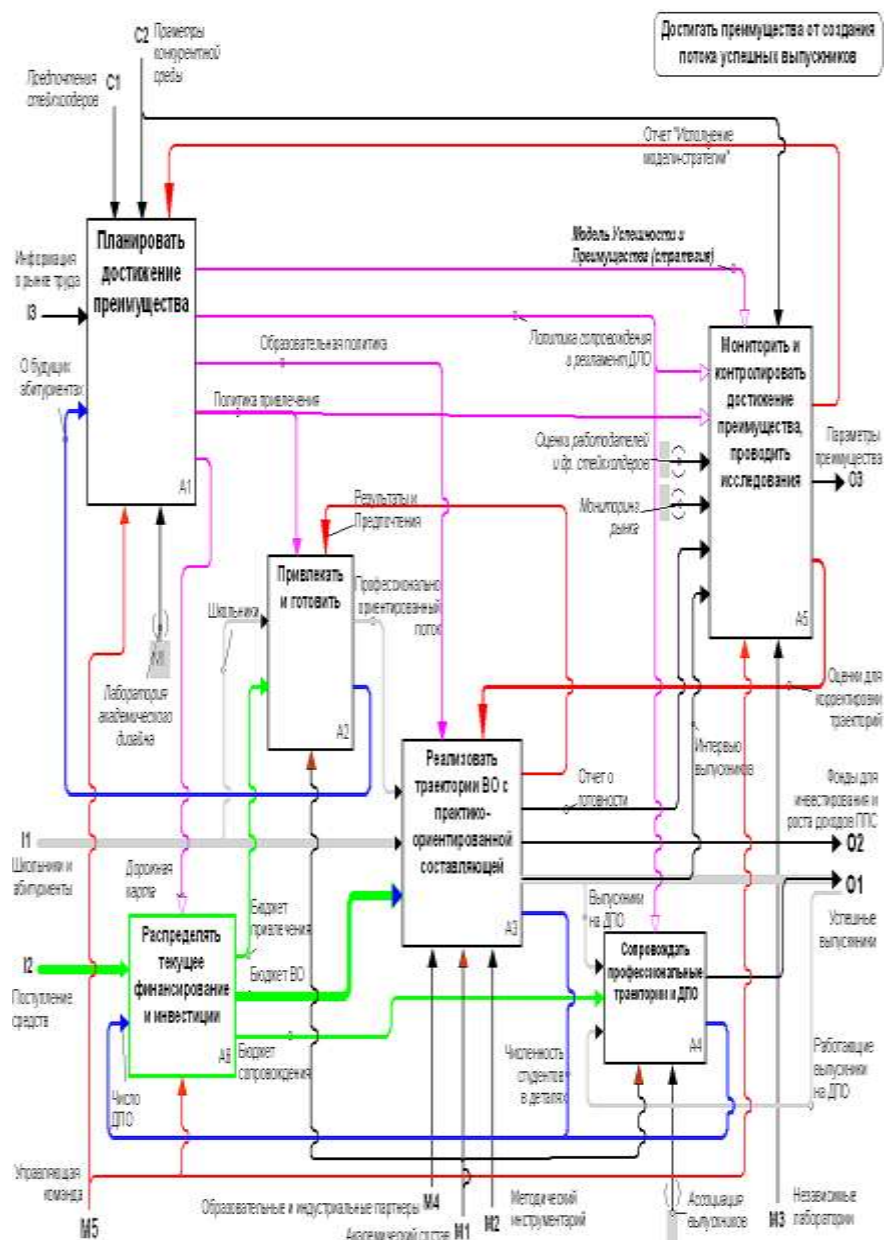 Достигать преимущества от создания
потока успешных выпускников
C2
Параметры
конкурентной
среды
C1
Предпочтения
стейкхолдеров
Отчет "Исполнение
модели-стратегии"
Планировать
достижение
преимущества
A1
Информация
о рынке труда
I3
О будущих
абитуриентах
Модель Успешности и
Преимущества (стратегия)
Образовательная политика
Политика сопровождения
и регламент ДПО
Политика привлечения
Мониторить и
контролировать
достижение
преимущества,
проводить
исследования
A5
Оценки работодателей
и др. стейкхолдеров
Мониторинг
рынка
Параметры
преимущества
O3
Результаты и
Предпочтения
Привлекать
и готовить
A2
Профессионально
ориентированный
поток
Школьники
Лаборатория
академического
дизайна
Оценки для
корректировки
траекторий
Реализовать
траектории ВО с
практико-
ориентированной
составляющей
A3
Отчет о
готовности
Интервью
выпускников
Фонды для
инвестирования и
роста доходов ППС
O2
I1
Школьники и
абитуриенты
Дорожная
карта
O1
Успешные
выпускники
Выпускники
на ДПО
Бюджет
привлечения
Распределять
текущее
финансирование
и инвестиции
A6
I2
Поступление
средств
Бюджет ВО
Бюджет
сопровождения
Сопровождать
профессиональные
траектории и ДПО
A4
Численность
студентов
в деталях
Работающие
выпускники
на ДПО
Число
ДПО
Управляющая
команда
M5
Образовательные и индустриальные партнеры
M4
Академический состав
M1
M2
Методический
инструментарий
Ассоциация
выпускников
M3
Независимые
лаборатории